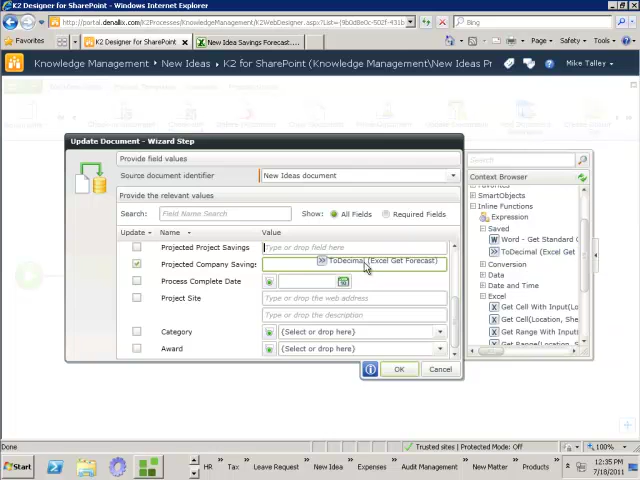 K2 Designer for SharePoint - Windows Internet Explorer
http://portal.denallix.com/K2Processes/KnowledgeManagement/K2WebDesigner.aspx?List=
Bing
Favorites
K2 Designer for SharePoint
New Idea Savings Forecast....
Page
Safety
Tools
Knowledge Management
New Ideas
K2 for SharePoint (Knowledge Management\New Ideas Pr
Mike Talley
Update Document - Wizard Step
Provide field values
Source document identifier
New Ideas document
Provide the relevant values
Search:
Field Name Search
Show:
All Fields
Required Fields
Update
Name
Value
Projected Project Savings
Type or drop field here
Projected Company Savings
ToDecimal (Excel Get Forecast)
Process Complete Date
Project Site
Type or drop the web address
Type or drop the description
Category
(Select or drop here)
Award
(Select or drop here)
OK
Cancel
Search
Context Browser
Favorites
SmartObjects
Inline Functions
Expression
Saved
Word - Get Standard C
ToDecimal (Excel Get
Conversion
Data
Date and Time
Excel
Get Cell With Input(Lo
Get Cell(Location, She
Get Range With Input(
Get Range(Location,
Done
Trusted sites | Protected Mode: Off
100%
Start
HR
Tax
Leave Request
New Idea
Expenses
Audit Management
New Matter
Products
12:35 PM
7/18/2011